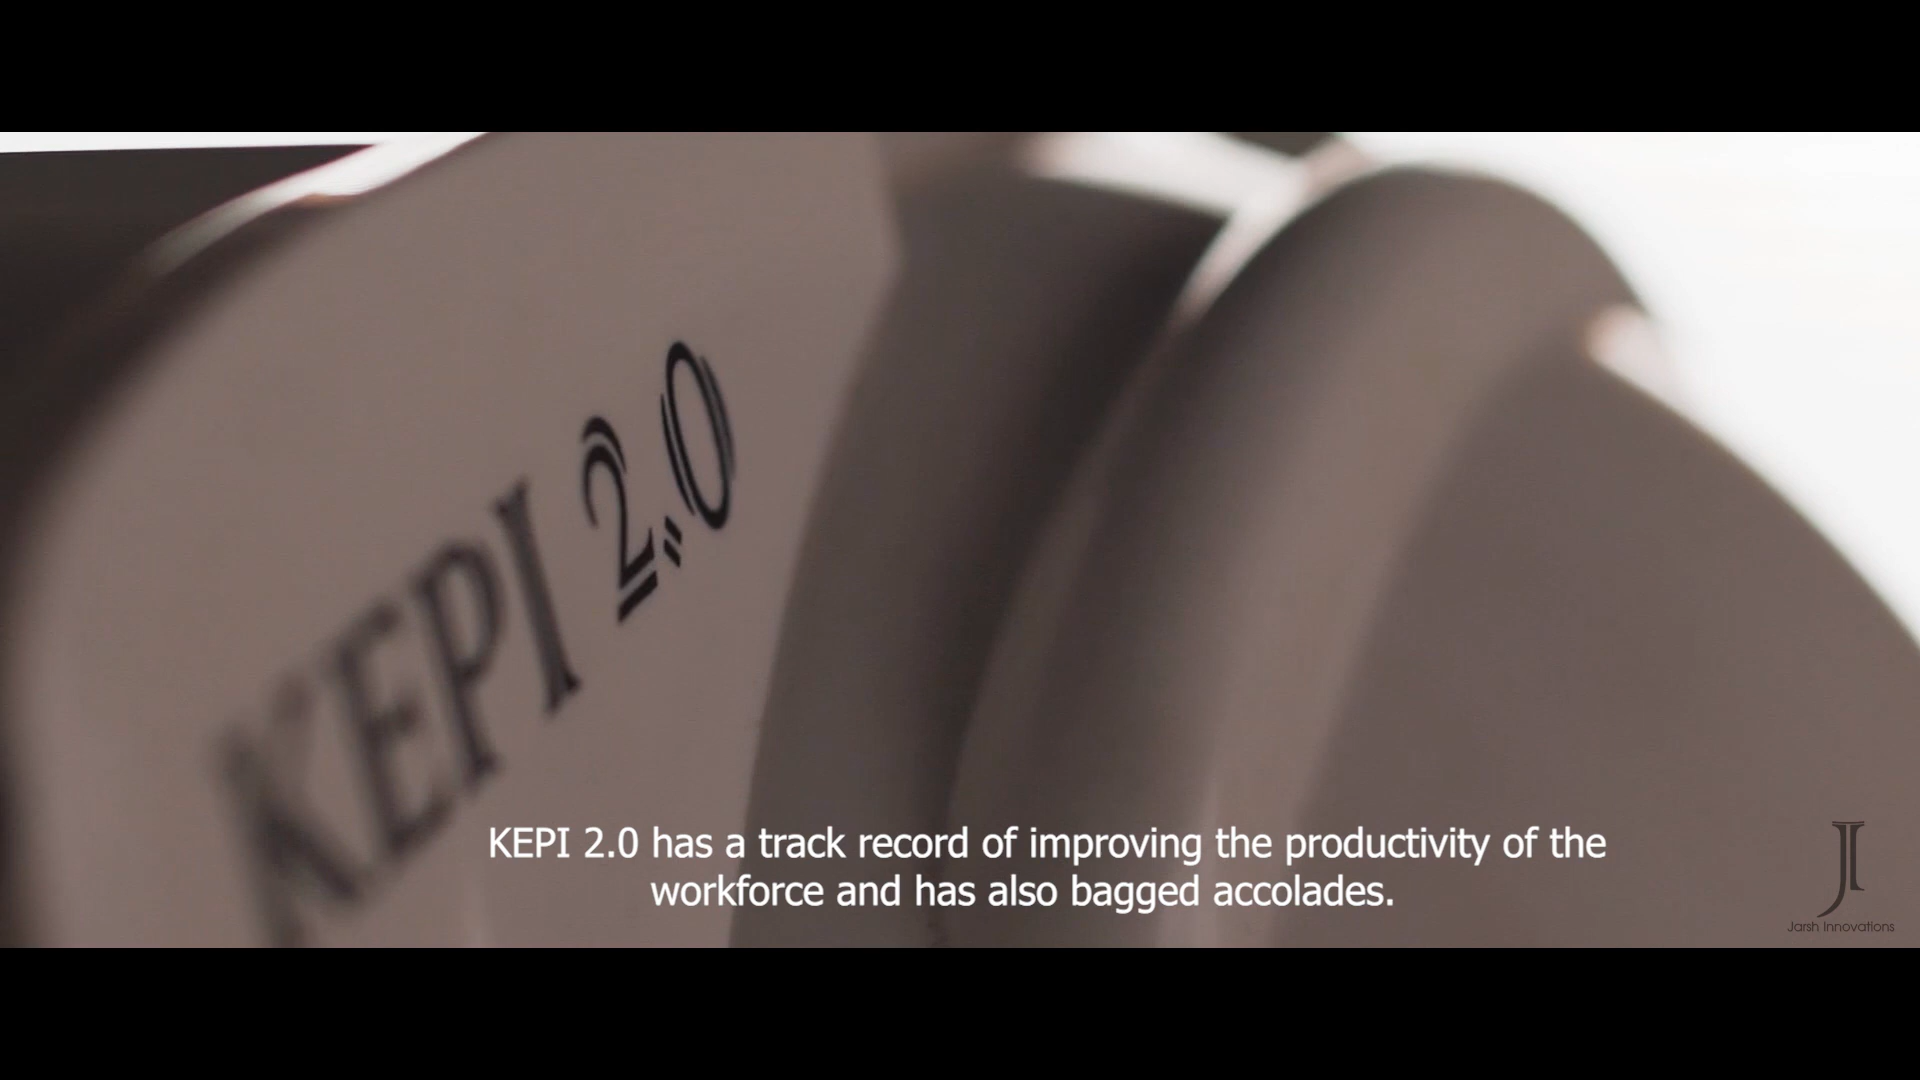 KEPI 2.0
KEPI 2.0 has a track record of improving the productivity of the
workforce and has also bagged accolades.
JI
Jarsh Innovations